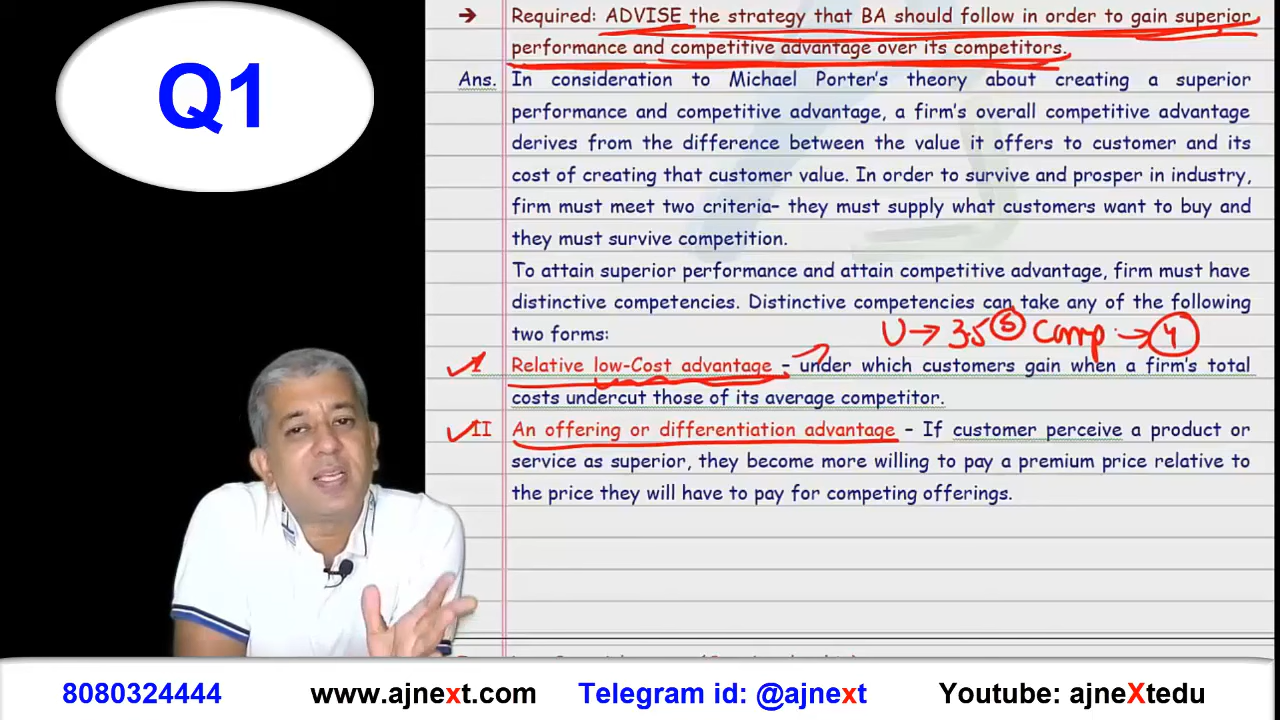 Q1
→ Required: ADVISE the strategy that BA should follow in order to gain superior
performance and competitive advantage over its competitors.
Ans. In consideration to Michael Porter's theory about creating a superior
performance and competitive advantage, a firm's overall competitive advantage
derives from the difference between the value it offers to customer and its
cost of creating that customer value. In order to survive and prosper in industry,
firm must meet two criteria– they must supply what customers want to buy and
they must survive competition.
To attain superior performance and attain competitive advantage, firm must have
distinctive competencies. Distinctive competencies can take any of the following
two forms:
U → 3.5 (5) Comp → (4)
I Relative low-Cost advantage – under which customers gain when a firm's total
costs undercut those of its average competitor.
II An offering or differentiation advantage – If customer perceive a product or
service as superior, they become more willing to pay a premium price relative to
the price they will have to pay for competing offerings.
8080324444 www.ajnext.com Telegram id: @ajnext Youtube: ajneXtedu